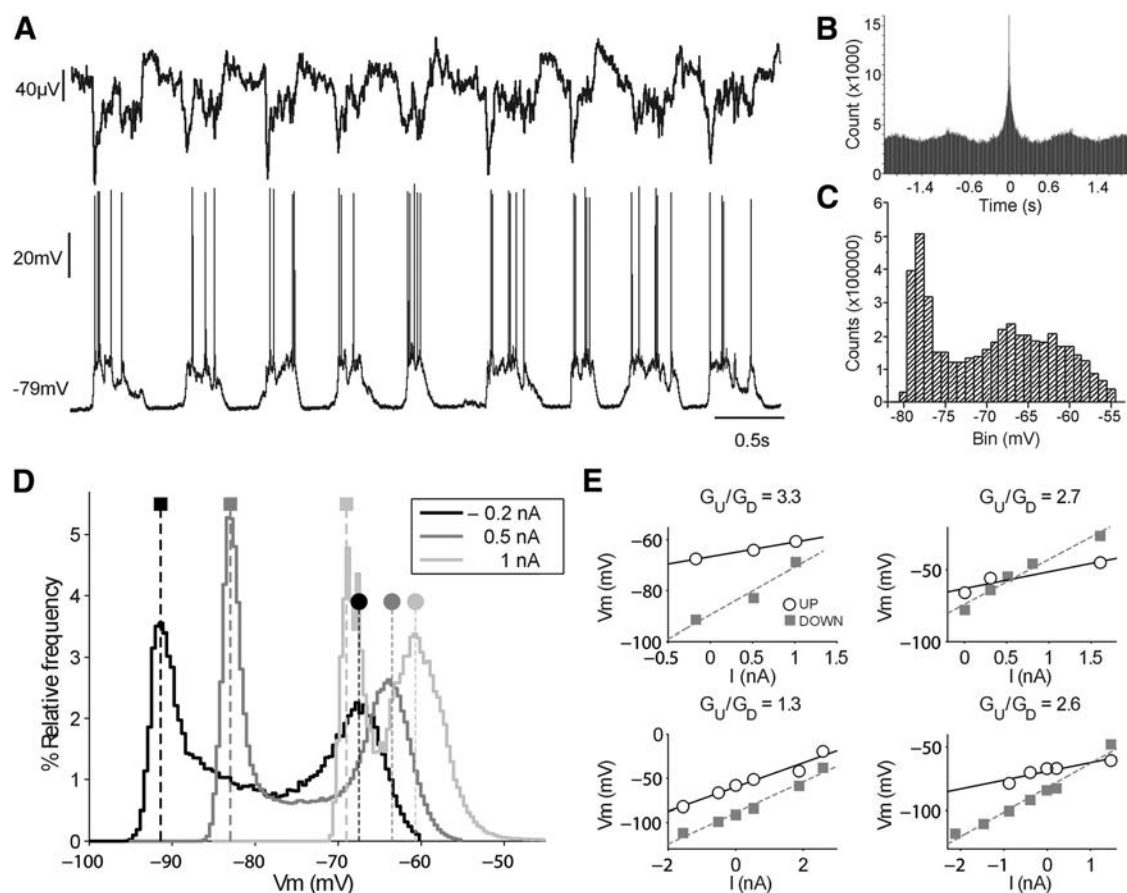 A
40µV
20mV
-79mV
0.5s
B
Count (x1000)
15
10
5
0
-1.4 -0.6 0 0.6 1.4
Time (s)
C
Counts (x100000)
6
5
4
3
2
1
0
-80 -75 -70 -65 -60 -55
Bin (mV)
D
% Relative frequency
5
4
3
2
1
0
−100 −90 −80 −70 −60 −50
Vm (mV)
− 0.2 nA
0.5 nA
1 nA
E
GU/GD = 3.3
Vm (mV)
−60
−80
−100
−0.5 0 0.5 1 1.5
I (nA)
UP
DOWN
GU/GD = 2.7
Vm (mV)
−50
−100
0 0.5 1 1.5
I (nA)
GU/GD = 1.3
Vm (mV)
0
−50
−100
−2 0 2
I (nA)
GU/GD = 2.6
Vm (mV)
−50
−100
−2 −1 0 1
I (nA)